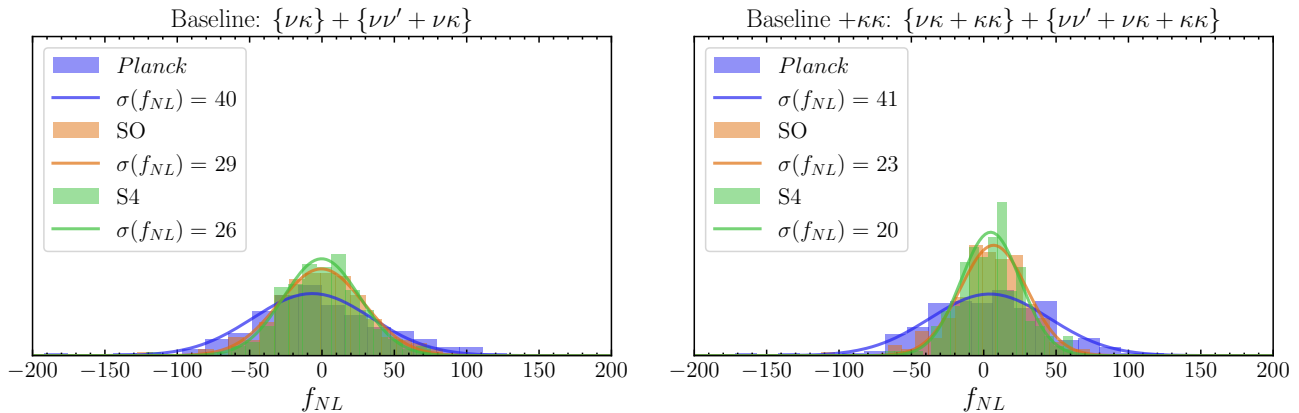 Baseline: {νκ} + {νν′ + νκ}
Planck
σ(f_NL) = 40
SO
σ(f_NL) = 29
S4
σ(f_NL) = 26
−200 −150 −100 −50 0 50 100 150 200
f_NL
Baseline +κκ: {νκ + κκ} + {νν′ + νκ + κκ}
Planck
σ(f_NL) = 41
SO
σ(f_NL) = 23
S4
σ(f_NL) = 20
−200 −150 −100 −50 0 50 100 150 200
f_NL